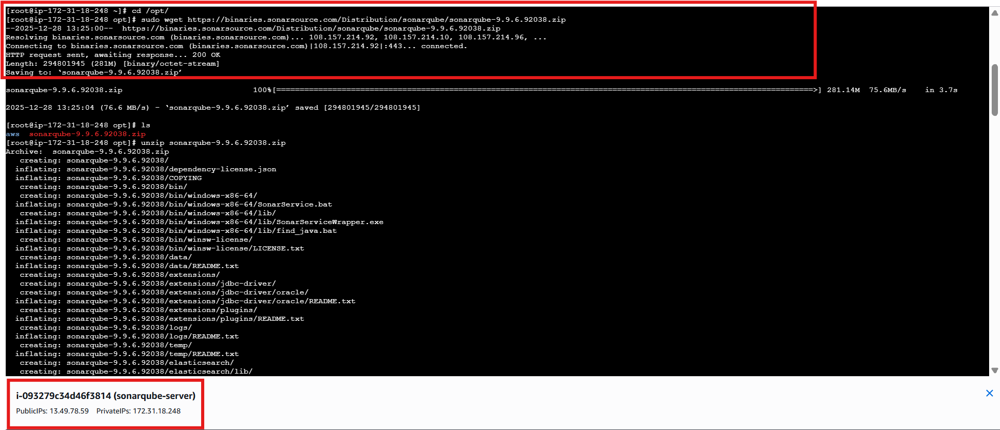 [root@ip-172-31-18-248 ~]# cd /opt/
[root@ip-172-31-18-248 opt]# sudo wget https://binaries.sonarsource.com/Distribution/sonarqube/sonarqube-9.9.6.92038.zip
--2025-12-28 13:25:00--  https://binaries.sonarsource.com/Distribution/sonarqube/sonarqube-9.9.6.92038.zip
Resolving binaries.sonarsource.com (binaries.sonarsource.com)... 108.157.214.92, 108.157.214.10, 108.157.214.96, ...
Connecting to binaries.sonarsource.com (binaries.sonarsource.com)|108.157.214.92|:443... connected.
HTTP request sent, awaiting response... 200 OK
Length: 294801945 (281M) [binary/octet-stream]
Saving to: ‘sonarqube-9.9.6.92038.zip’
sonarqube-9.9.6.92038.zip 100%[===================================================================================================================>] 281.14M 75.6MB/s in 3.7s
2025-12-28 13:25:04 (76.6 MB/s) - ‘sonarqube-9.9.6.92038.zip’ saved [294801945/294801945]
[root@ip-172-31-18-248 opt]# ls
aws  sonarqube-9.9.6.92038.zip
[root@ip-172-31-18-248 opt]# unzip sonarqube-9.9.6.92038.zip
Archive:  sonarqube-9.9.6.92038.zip
creating: sonarqube-9.9.6.92038/
inflating: sonarqube-9.9.6.92038/dependency-license.json
inflating: sonarqube-9.9.6.92038/COPYING
creating: sonarqube-9.9.6.92038/bin/
creating: sonarqube-9.9.6.92038/bin/windows-x86-64/
inflating: sonarqube-9.9.6.92038/bin/windows-x86-64/SonarService.bat
creating: sonarqube-9.9.6.92038/bin/windows-x86-64/lib/
inflating: sonarqube-9.9.6.92038/bin/windows-x86-64/lib/SonarServiceWrapper.exe
inflating: sonarqube-9.9.6.92038/bin/windows-x86-64/lib/find_java.bat
creating: sonarqube-9.9.6.92038/bin/winsw-license/
inflating: sonarqube-9.9.6.92038/bin/winsw-license/LICENSE.txt
creating: sonarqube-9.9.6.92038/data/
inflating: sonarqube-9.9.6.92038/data/README.txt
creating: sonarqube-9.9.6.92038/extensions/
creating: sonarqube-9.9.6.92038/extensions/jdbc-driver/
creating: sonarqube-9.9.6.92038/extensions/jdbc-driver/oracle/
inflating: sonarqube-9.9.6.92038/extensions/jdbc-driver/oracle/README.txt
creating: sonarqube-9.9.6.92038/extensions/plugins/
inflating: sonarqube-9.9.6.92038/extensions/plugins/README.txt
creating: sonarqube-9.9.6.92038/logs/
inflating: sonarqube-9.9.6.92038/logs/README.txt
creating: sonarqube-9.9.6.92038/temp/
inflating: sonarqube-9.9.6.92038/temp/README.txt
creating: sonarqube-9.9.6.92038/elasticsearch/
creating: sonarqube-9.9.6.92038/elasticsearch/lib/
i-093279c34d46f3814 (sonarqube-server)
PublicIPs: 13.49.78.59 PrivateIPs: 172.31.18.248